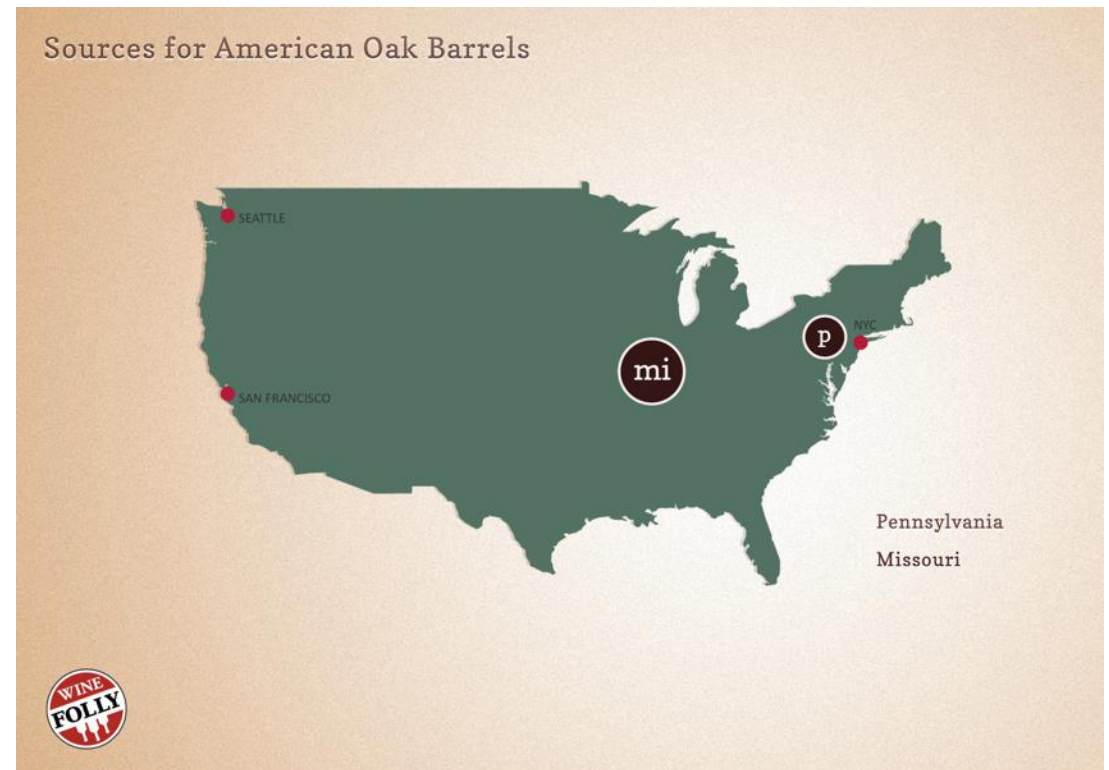 Sources for American Oak Barrels
SEATTLE
NYC
p
mi
SAN FRANCISCO
Pennsylvania
Missouri
WINE
FOLLY